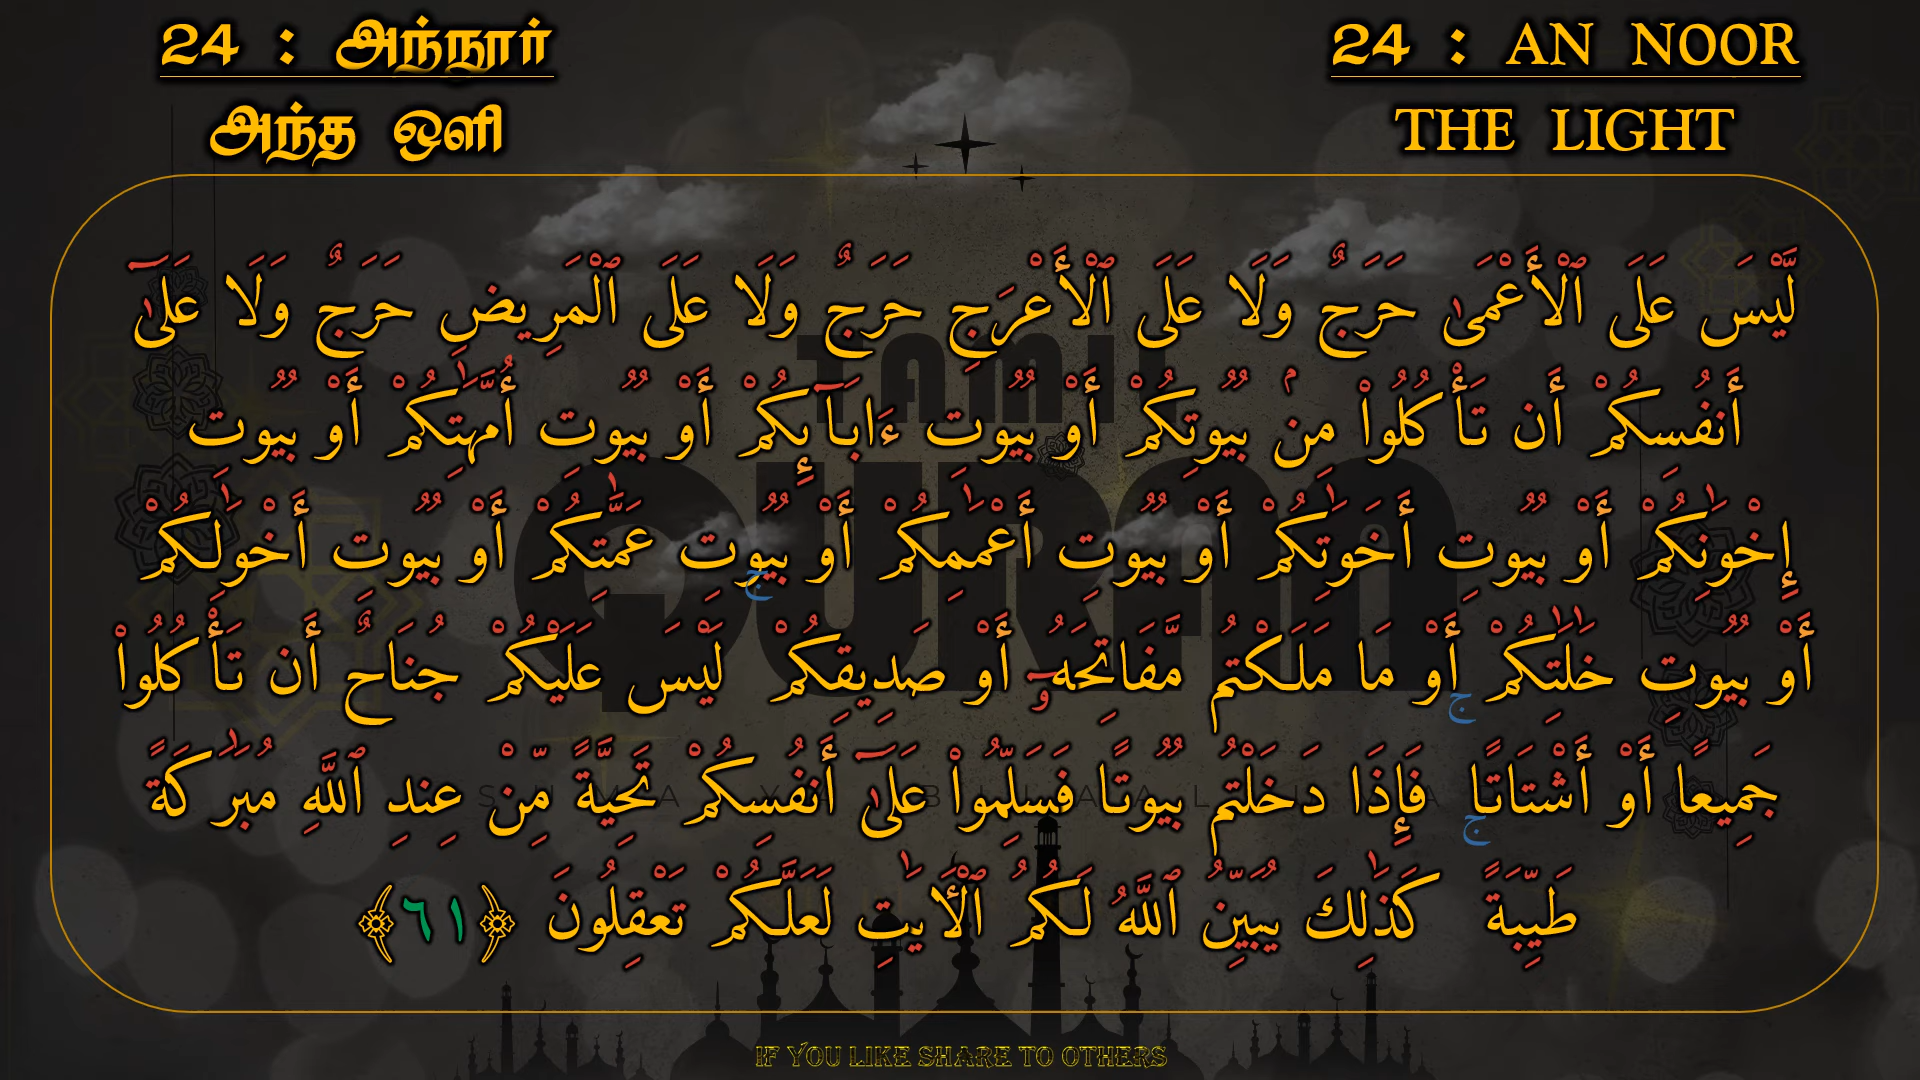 24 : அந்நூர்
அந்த ஒளி
24 : AN NOOR
THE LIGHT
TAMIL
QURAN
لَّيْسَ عَلَى ٱلْأَعْمَىٰ حَرَجٌ وَلَا عَلَى ٱلْأَعْرَجِ حَرَجٌ وَلَا عَلَى ٱلْمَرِيضِ حَرَجٌ وَلَا عَلَىٰٓ
أَنفُسِكُمْ أَن تَأْكُلُوا۟ مِنۢ بُيُوتِكُمْ أَوْ بُيُوتِ ءَابَآئِكُمْ أَوْ بُيُوتِ أُمَّهَٰتِكُمْ أَوْ بُيُوتِ
إِخْوَٰنِكُمْ أَوْ بُيُوتِ أَخَوَٰتِكُمْ أَوْ بُيُوتِ أَعْمَٰمِكُمْ أَوْ بُيُوتِ عَمَّٰتِكُمْ أَوْ بُيُوتِ أَخْوَٰلِكُمْ
أَوْ بُيُوتِ خَٰلَٰتِكُمْ أَوْ مَا مَلَكْتُم مَّفَاتِحَهُۥٓ أَوْ صَدِيقِكُمْ ۚ لَيْسَ عَلَيْكُمْ جُنَاحٌ أَن تَأْكُلُوا۟
جَمِيعًا أَوْ أَشْتَاتًا ۚ فَإِذَا دَخَلْتُم بُيُوتًا فَسَلِّمُوا۟ عَلَىٰٓ أَنفُسِكُمْ تَحِيَّةً مِّنْ عِندِ ٱللَّهِ مُبَٰرَكَةً
طَيِّبَةً ۚ كَذَٰلِكَ يُبَيِّنُ ٱللَّهُ لَكُمُ ٱلْأَيَٰتِ لَعَلَّكُمْ تَعْقِلُونَ ﴿٦١﴾
IF YOU LIKE SHARE TO OTHERS